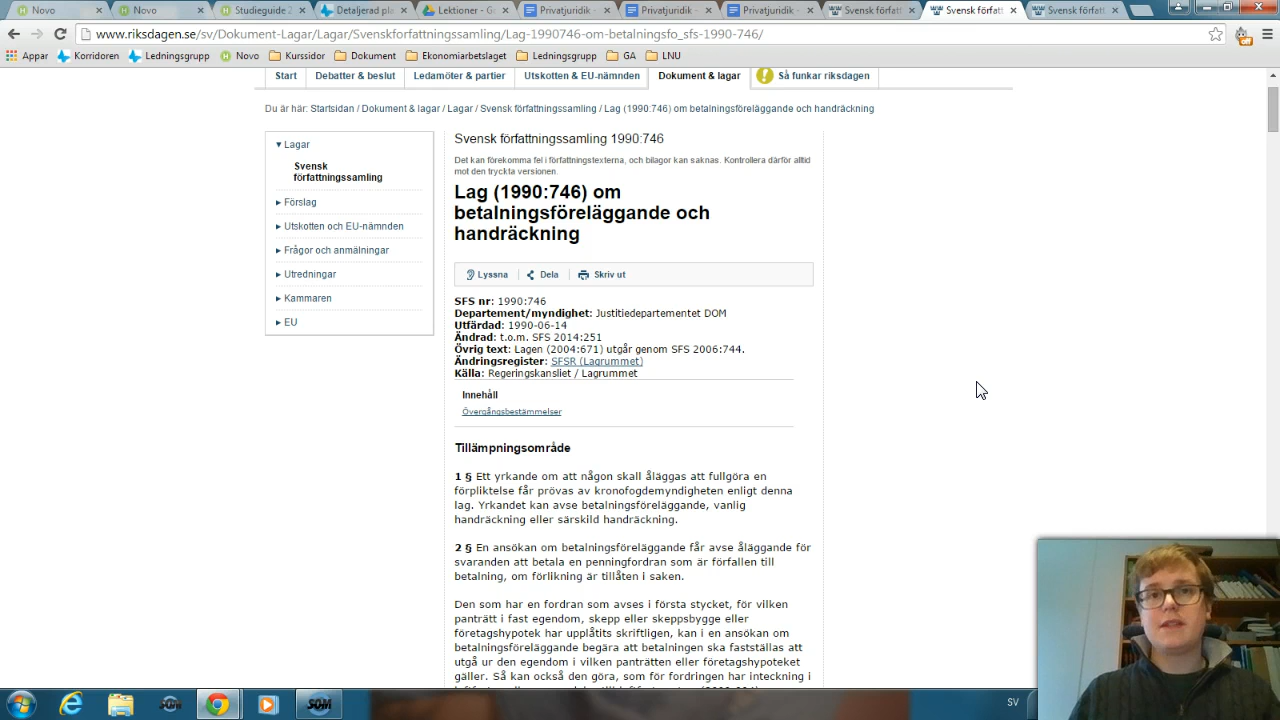 Novo
Novo
Studieguide 2
Detaljerad pla
Lektioner - Go
Privatjuridik -
Privatjuridik -
Privatjuridik -
Svensk författ
Svensk författ
Svensk författ
www.riksdagen.se/sv/Dokument-Lagar/Lagar/Svenskforfattningssamling/Lag-1990746-om-betalningsfo_sfs-1990-746/
Appar Korridoren Ledningsgrupp Novo Kurssidor Dokument Ekonomiarbetslaget Ledningsgrupp GA LNU
off
Start Debatter & beslut Ledamöter & partier Utskotten & EU-nämnden Dokument & lagar Så funkar riksdagen
Du är här: Startsidan / Dokument & lagar / Lagar / Svensk författningssamling / Lag (1990:746) om betalningsföreläggande och handräckning
Lagar
Svensk
författningssamling
Förslag
Utskotten och EU-nämnden
Frågor och anmälningar
Utredningar
Kammaren
EU
Svensk författningssamling 1990:746
Det kan förekomma fel i författningstexterna, och bilagor kan saknas. Kontrollera därför alltid
mot den tryckta versionen.
Lag (1990:746) om
betalningsföreläggande och
handräckning
Lyssna Dela Skriv ut
SFS nr: 1990:746
Departement/myndighet: Justitiedepartementet DOM
Utfärdad: 1990-06-14
Ändrad: t.o.m. SFS 2014:251
Övrig text: Lagen (2004:671) utgår genom SFS 2006:744.
Ändringsregister: SFSR (Lagrummet)
Källa: Regeringskansliet / Lagrummet
Innehåll
Övergångsbestämmelser
Tillämpningsområde
1 § Ett yrkande om att någon skall åläggas att fullgöra en
förpliktelse får prövas av kronofogdemyndigheten enligt denna
lag. Yrkandet kan avse betalningsföreläggande, vanlig
handräckning eller särskild handräckning.
2 § En ansökan om betalningsföreläggande får avse åläggande för
svaranden att betala en penningfordran som är förfallen till
betalning, om förlikning är tillåten i saken.
Den som har en fordran som avses i första stycket, för vilken
panträtt i fast egendom, skepp eller skeppsbygge eller
företagshypotek har upplåtits skriftligen, kan i en ansökan om
betalningsföreläggande begära att betalningen ska fastställas att
utgå ur den egendom i vilken panträtten eller företagshypoteket
gäller. Så kan också den göra, som för fordringen har inteckning i
SOM
SOM
SV